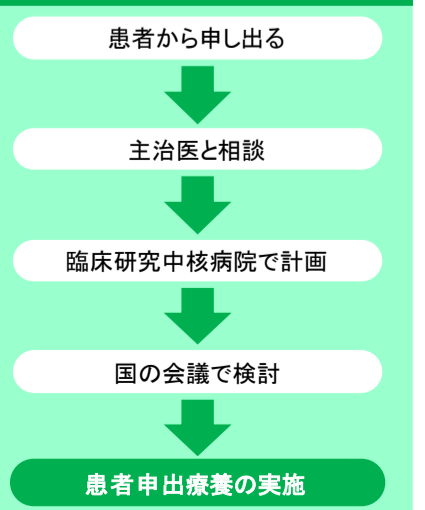 患者から申し出る
主治医と相談
臨床研究中核病院で計画
国の会議で検討
患者申出療養の実施